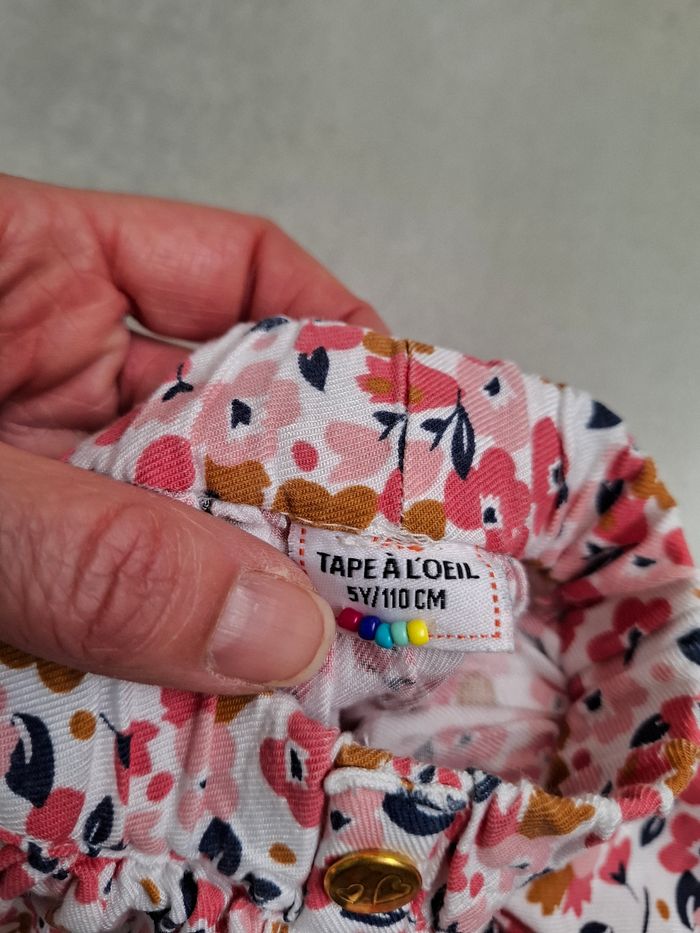 TAPE À L'OEIL
5Y/110 CM